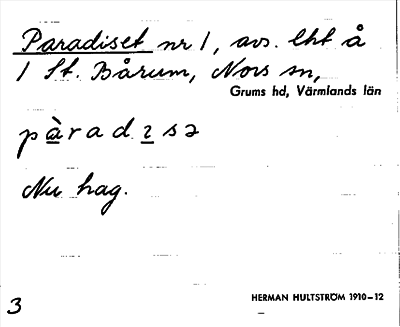 Paradiset nr 1, avs. lht å
1 St. Bårum, Nors sn,
Grums hd, Värmlands län
pàradɪsə
Nu hag.
HERMAN HULTSTRÖM 1910–12
3